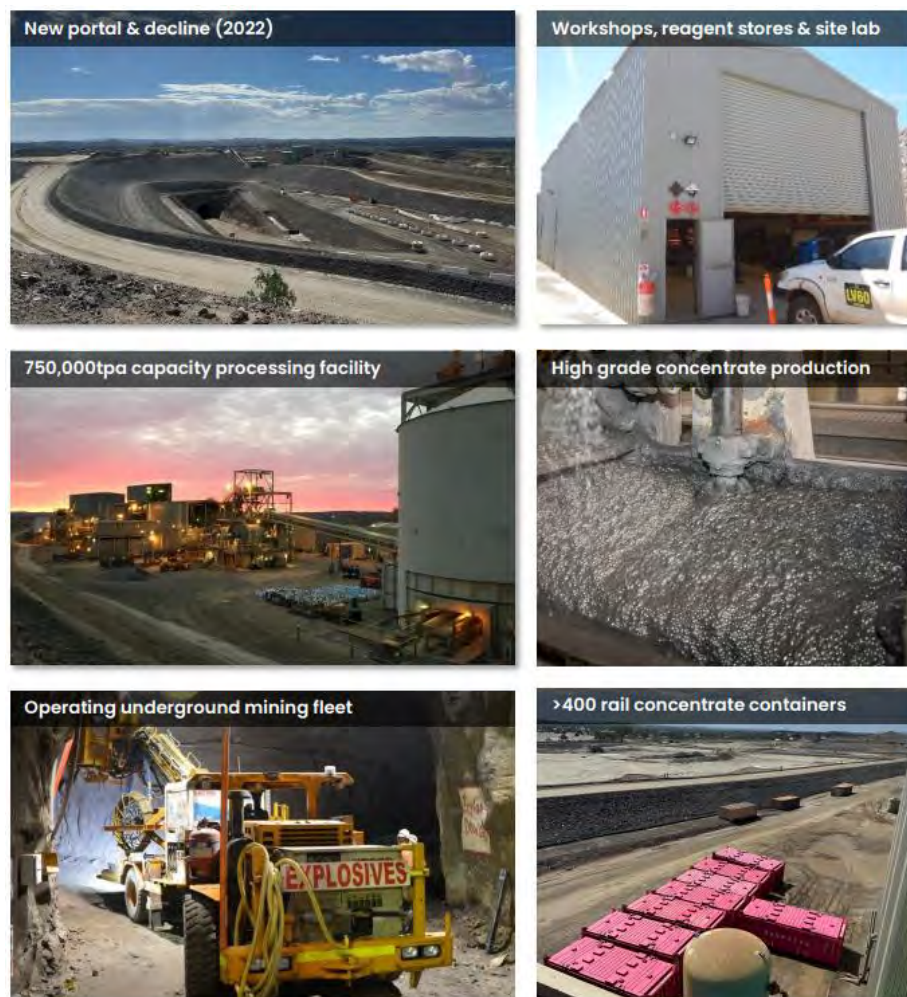 New portal & decline (2022)
Workshops, reagent stores & site lab
LV60
750,000tpa capacity processing facility
High grade concentrate production
Operating underground mining fleet
EXPLOSIVES
>400 rail concentrate containers